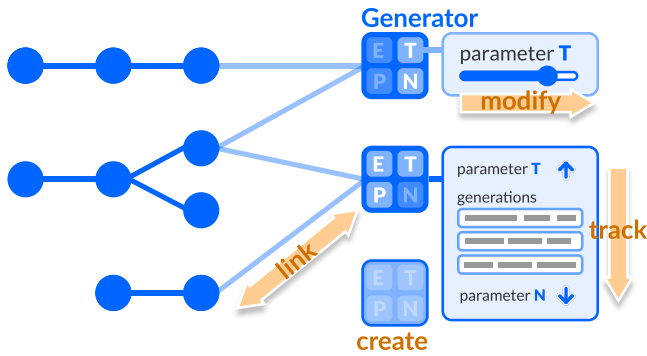 Generator
E T
P N
parameter T
modify
E T
P N
parameter T
generations
track
parameter N
link
E T
P N
create